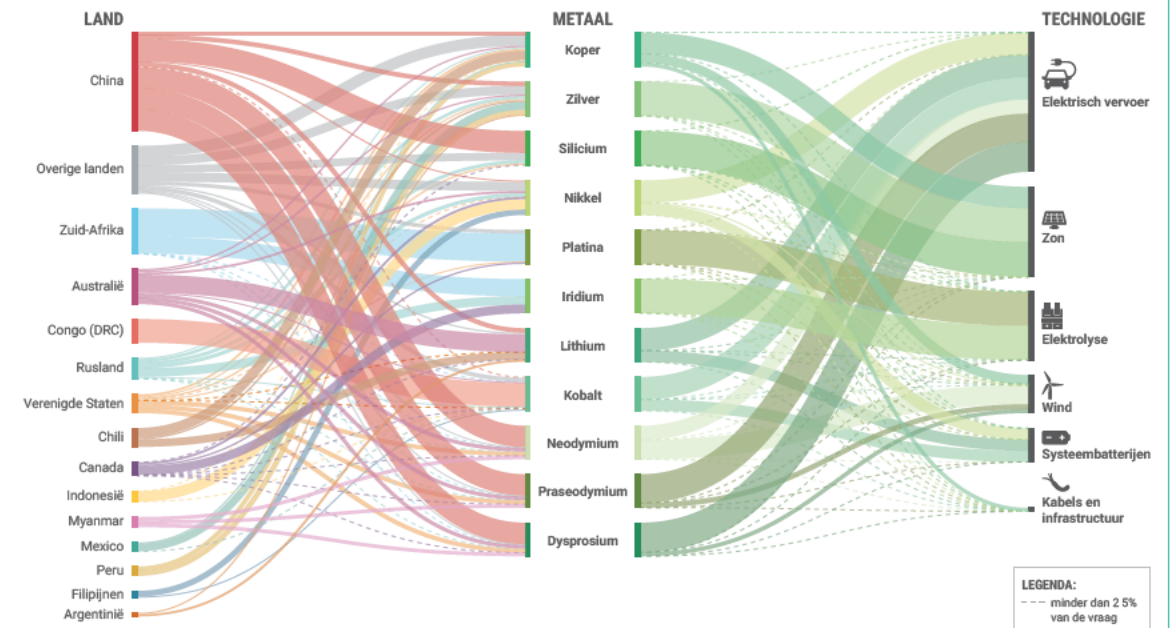 LAND
METAAL
TECHNOLOGIE
China
Overige landen
Zuid-Afrika
Australië
Congo (DRC)
Rusland
Verenigde Staten
Chili
Canada
Indonesië
Myanmar
Mexico
Peru
Filipijnen
Argentinië
Koper
Zilver
Silicium
Nikkel
Platina
Iridium
Lithium
Kobalt
Neodymium
Praseodymium
Dysprosium
Elektrisch vervoer
Zon
Elektrolyse
Wind
Systeembatterijen
Kabels en
infrastructuur
LEGENDA:
minder dan 2 5%
van de vraag